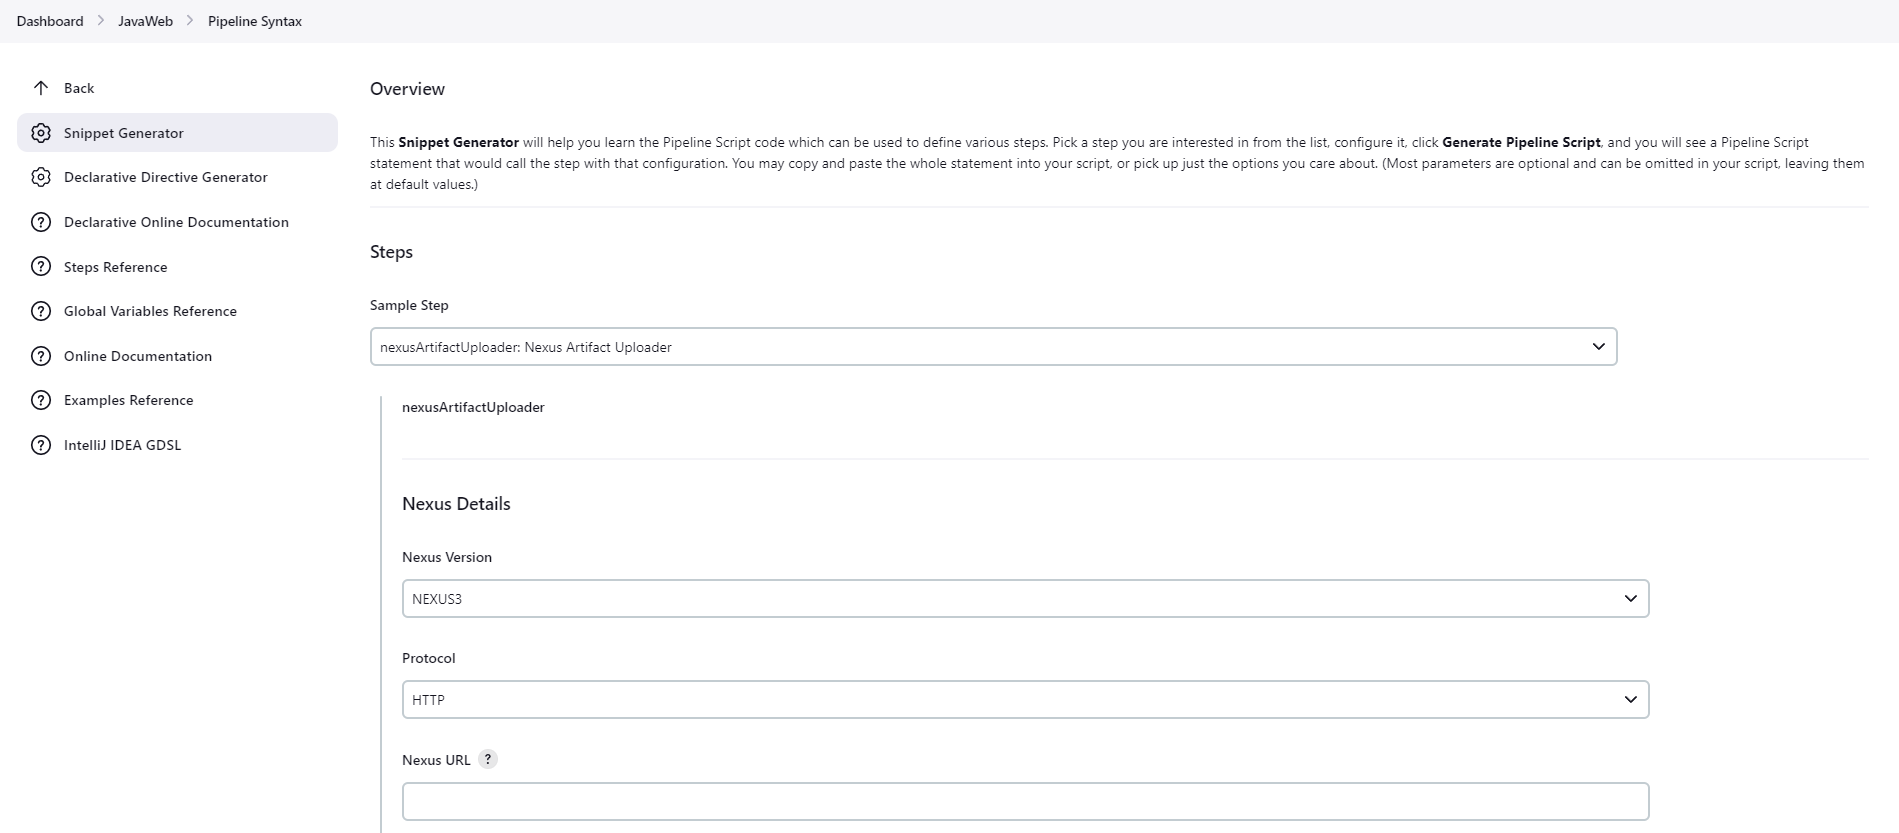 Dashboard > JavaWeb > Pipeline Syntax
Back
Snippet Generator
Declarative Directive Generator
Declarative Online Documentation
Steps Reference
Global Variables Reference
Online Documentation
Examples Reference
IntelliJ IDEA GDSL
Overview
This Snippet Generator will help you learn the Pipeline Script code which can be used to define various steps. Pick a step you are interested in from the list, configure it, click Generate Pipeline Script, and you will see a Pipeline Script
statement that would call the step with that configuration. You may copy and paste the whole statement into your script, or pick up just the options you care about. (Most parameters are optional and can be omitted in your script, leaving them
at default values.)
Steps
Sample Step
nexusArtifactUploader: Nexus Artifact Uploader
nexusArtifactUploader
Nexus Details
Nexus Version
NEXUS3
Protocol
HTTP
Nexus URL ?